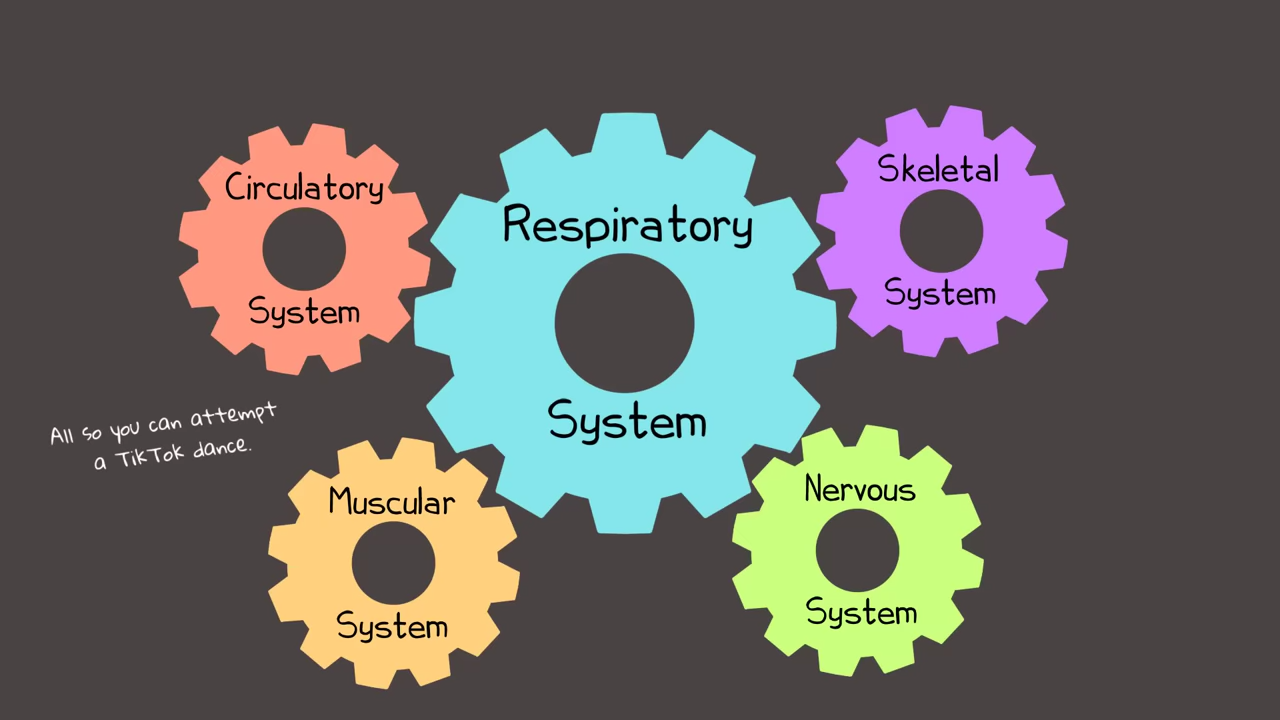 Circulatory
System
Respiratory
System
Skeletal
System
All so you can attempt
a TikTok dance.
Muscular
System
Nervous
System